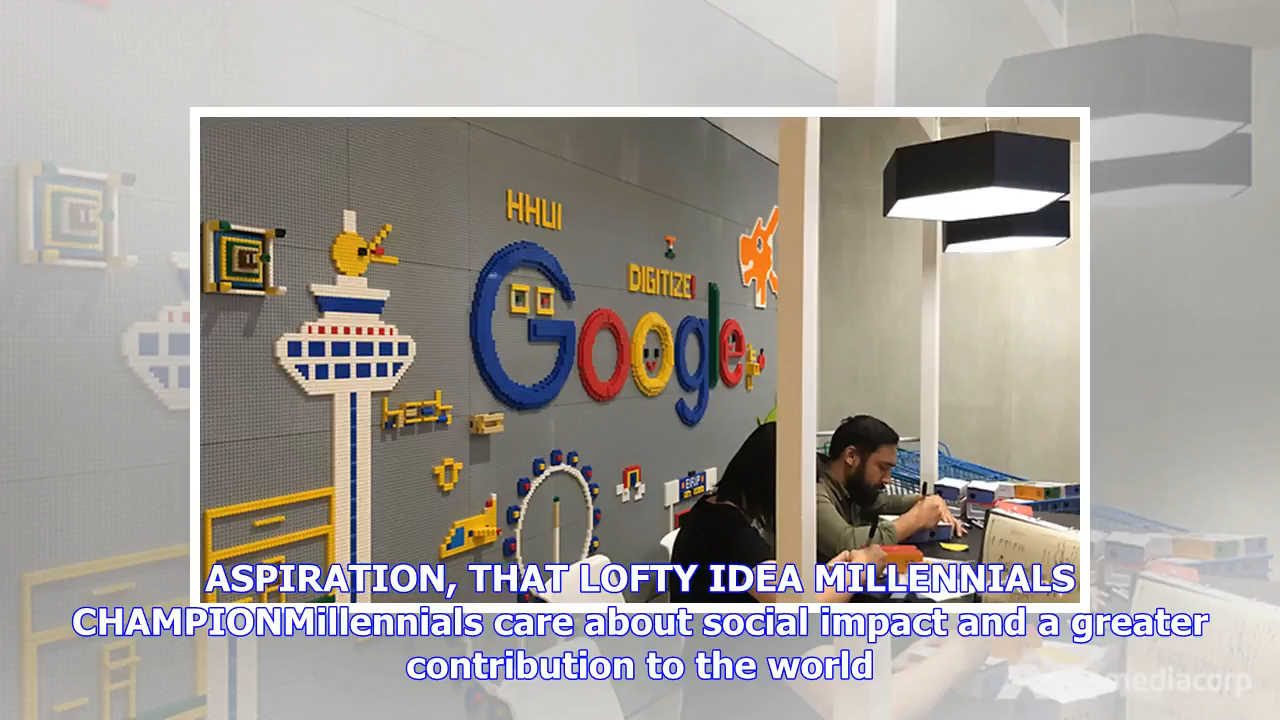 HHUI
DIGITIZE!
Google
ASPIRATION, THAT LOFTY IDEA MILLENNIALS
CHAMPIONMillennials care about social impact and a greater
contribution to the world
mediacorp